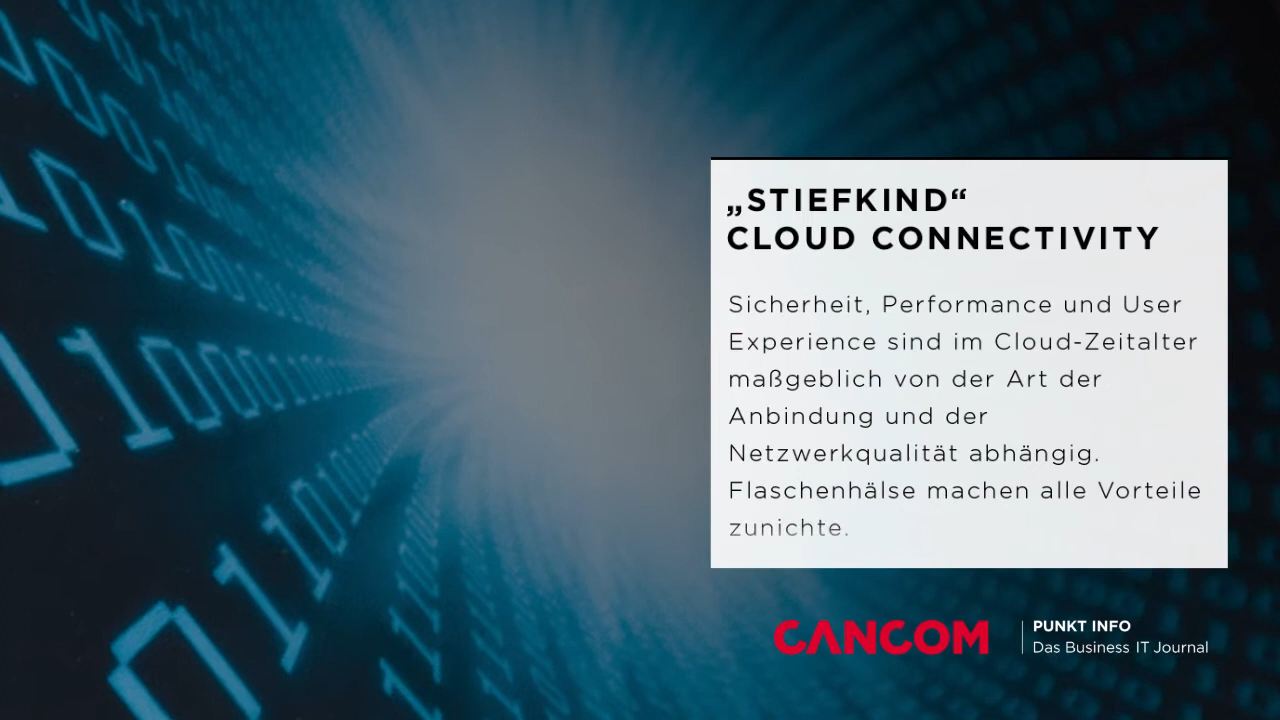 „STIEFKIND“
CLOUD CONNECTIVITY
Sicherheit, Performance und User
Experience sind im Cloud-Zeitalter
maßgeblich von der Art der
Anbindung und der
Netzwerkqualität abhängig.
Flaschenhälse machen alle Vorteile
zunichte.
CANCOM
PUNKT INFO
Das Business IT Journal